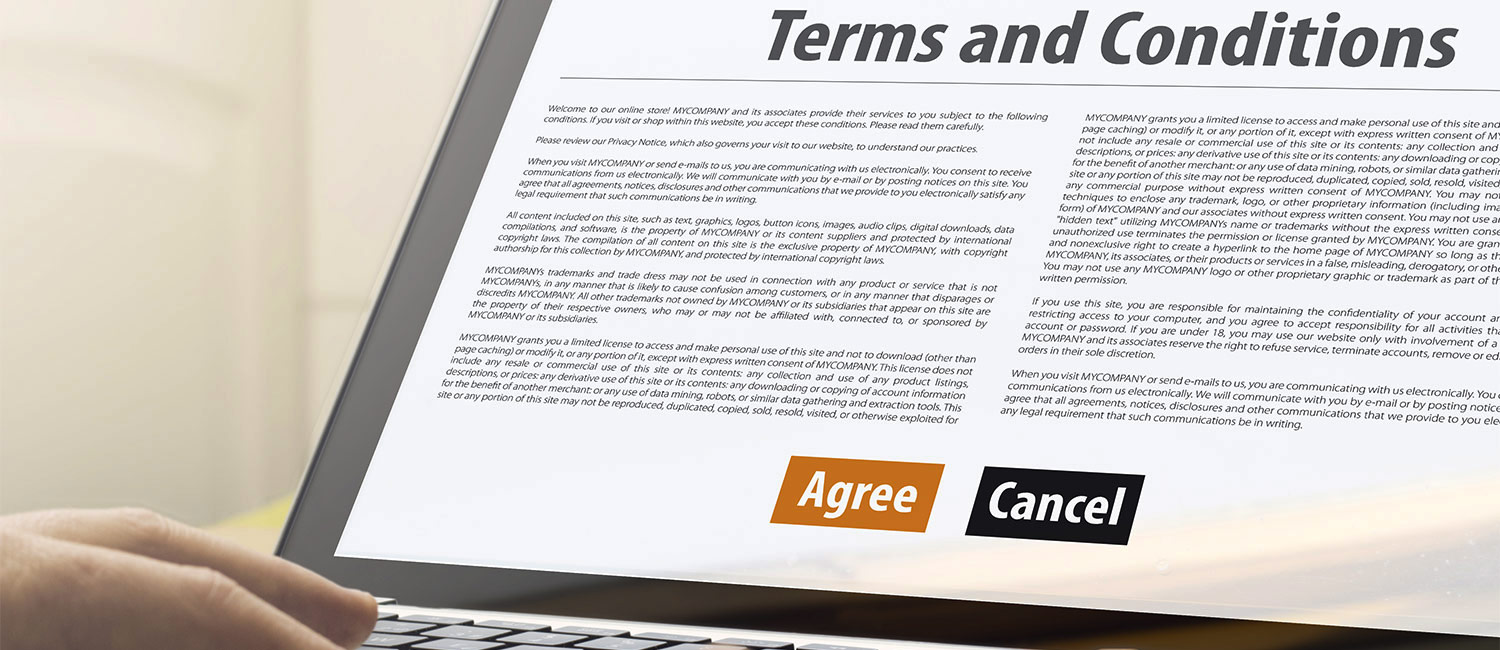 Terms and Conditions
Welcome to our online store! MYCOMPANY and its associates provide their services to you subject to the following
conditions. If you visit or shop within this website, you accept these conditions. Please read them carefully.
Please review our Privacy Notice, which also governs your visit to our website, to understand our practices.
When you visit MYCOMPANY or send e-mails to us, you are communicating with us electronically. You consent to receive
communications from us electronically. We will communicate with you by e-mail or by posting notices on this site. You
agree that all agreements, notices, disclosures and other communications that we provide to you electronically satisfy any
legal requirement that such communications be in writing.
All content included on this site, such as text, graphics, logos, button icons, images, audio clips, digital downloads, data
compilations, and software, is the property of MYCOMPANY or its content suppliers and protected by international
copyright laws. The compilation of all content on this site is the exclusive property of MYCOMPANY, with copyright
authorship for this collection by MYCOMPANY, and protected by international copyright laws.
MYCOMPANYs trademarks and trade dress may not be used in connection with any product or service that is not
MYCOMPANYs, in any manner that is likely to cause confusion among customers, or in any manner that disparages or
discredits MYCOMPANY. All other trademarks not owned by MYCOMPANY or its subsidiaries that appear on this site are
the property of their respective owners, who may or may not be affiliated with, connected to, or sponsored by
MYCOMPANY or its subsidiaries.
MYCOMPANY grants you a limited license to access and make personal use of this site and not to download (other than
page caching) or modify it, or any portion of it, except with express written consent of MYCOMPANY. This license does not
include any resale or commercial use of this site or its contents: any collection and use of any product listings,
descriptions, or prices: any derivative use of this site or its contents: any downloading or copying of account information
for the benefit of another merchant: or any use of data mining, robots, or similar data gathering and extraction tools. This
site or any portion of this site may not be reproduced, duplicated, copied, sold, resold, visited, or otherwise exploited for
MYCOMPANY grants you a limited license to access and make personal use of this site and
page caching) or modify it, or any portion of it, except with express written consent of
not include any resale or commercial use of this site or its contents: any collection and
descriptions, or prices: any derivative use of this site or its contents: any downloading or
for the benefit of another merchant: or any use of data mining, robots, or similar data
site or any portion of this site may not be reproduced, duplicated, copied, sold, resold, visited
any commercial purpose without express written consent of MYCOMPANY. You may not
techniques to enclose any trademark, logo, or other proprietary information (including
form) of MYCOMPANY and our associates without express written consent. You may not use
"hidden text" utilizing MYCOMPANYs name or trademarks without the express written
unauthorized use terminates the permission or license granted by MYCOMPANY. You are
and nonexclusive right to create a hyperlink to the home page of MYCOMPANY so long as
MYCOMPANY, its associates, or their products or services in a false, misleading, derogatory, or
You may not use any MYCOMPANY logo or other proprietary graphic or trademark as part of
written permission.
If you use this site, you are responsible for maintaining the confidentiality of your account
restricting access to your computer, and you agree to accept responsibility for all activities
account or password. If you are under 18, you may use our website only with involvement of a
MYCOMPANY and its associates reserve the right to refuse service, terminate accounts, remove or
orders in their sole discretion.
When you visit MYCOMPANY or send e-mails to us, you are communicating with us electronically. You
communications from us electronically. We will communicate with you by e-mail or by posting
agree that all agreements, notices, disclosures and other communications that we provide to you
any legal requirement that such communications be in writing.
Agree Cancel